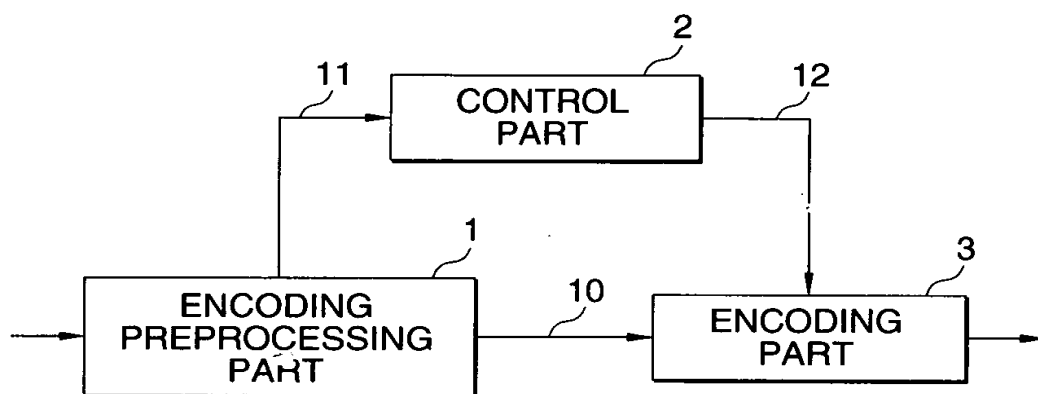 2
11
CONTROL
PART
12
1
ENCODING
PREPROCESSING
PART
10
3
ENCODING
PART